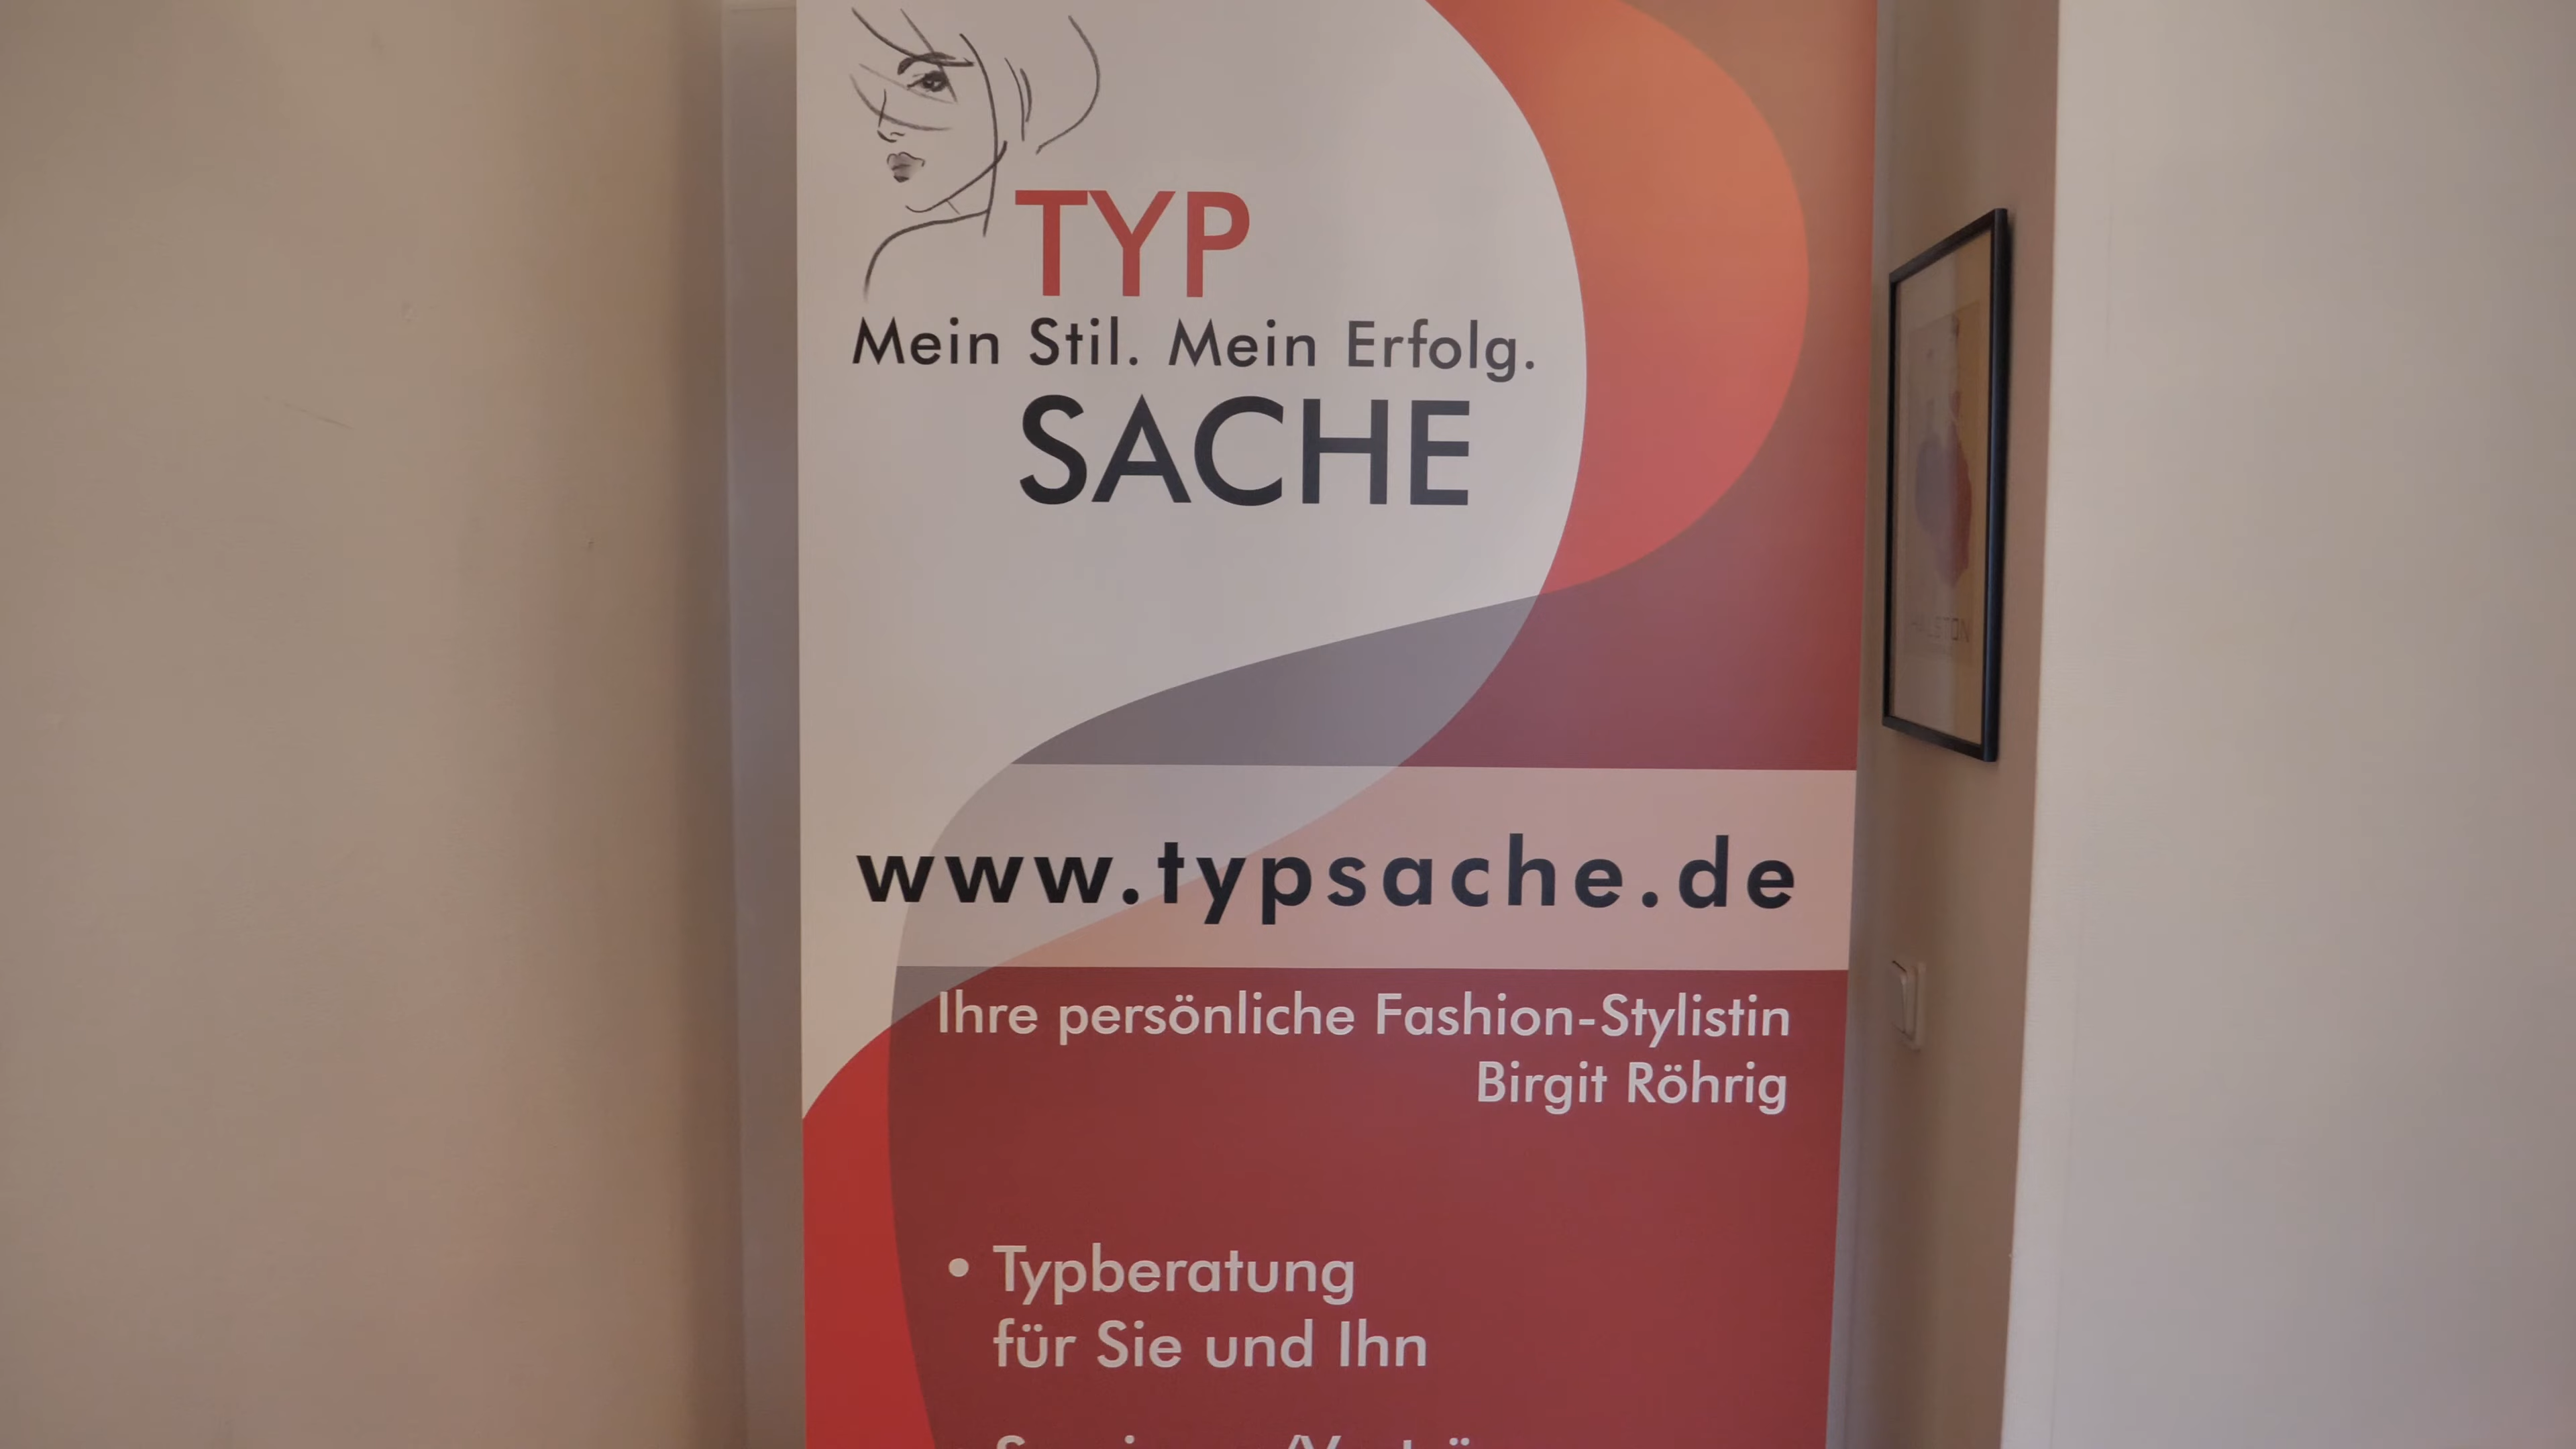 TYP
Mein Stil. Mein Erfolg.
SACHE
www.typsache.de
Ihre persönliche Fashion-Stylistin
Birgit Röhrig
• Typberatung
für Sie und Ihn
HALSTON